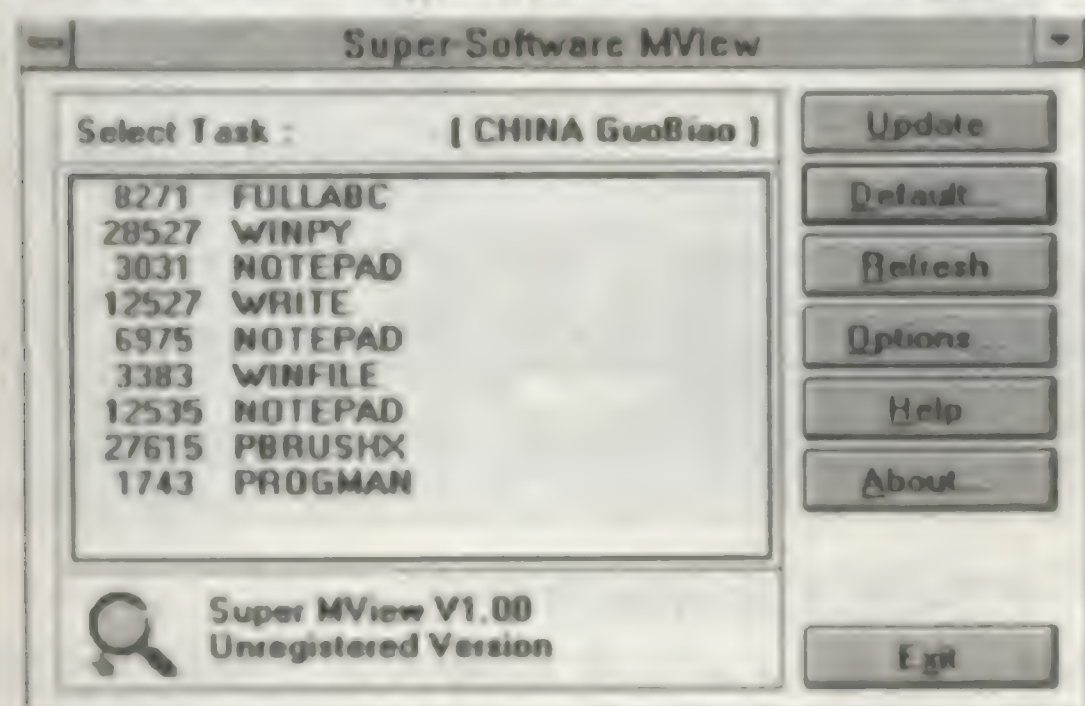 Super-Software MView
Select Task : [ CHINA GuoBiao ]
8271 FULLABC
28527 WINPY
3031 NOTEPAD
12527 WRITE
6975 NOTEPAD
3383 WINFILE
12535 NOTEPAD
27615 PBRUSHX
1743 PROGMAN
Super MView V1.00
Unregistered Version
Update
Default...
Refresh
Options...
Help
About...
Exit